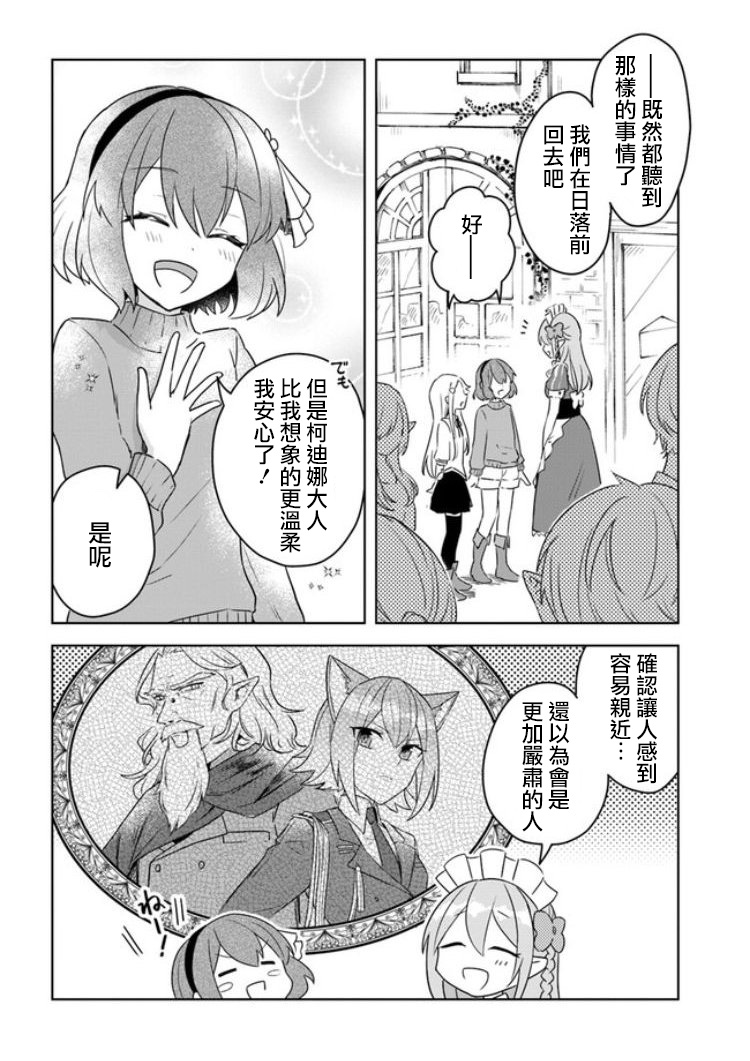 ——既然都聽到
那樣的事情了
我們在日落前
回去吧
好——
でも
但是柯迪娜大人
比我想象的更溫柔
我安心了！
是呢
確認讓人感到
容易親近…
還以為會是
更加嚴肅的人
ねー！